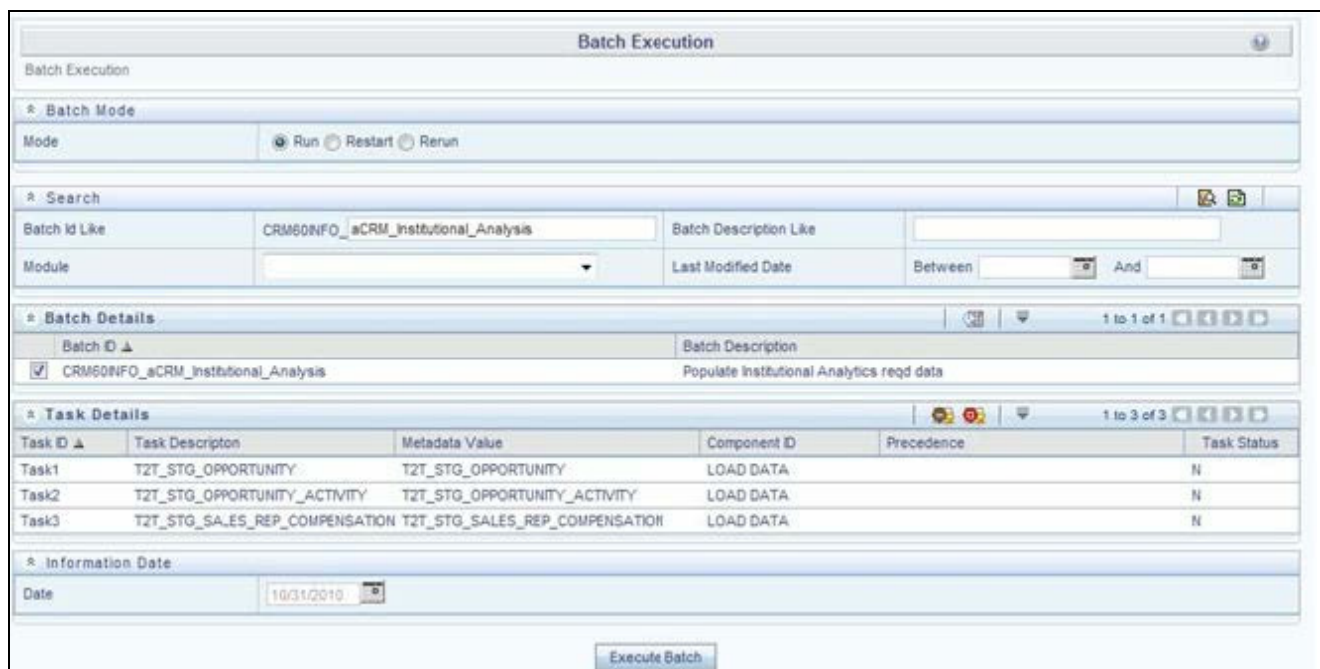 Batch Execution
Batch Execution
Batch Mode
Mode Run Restart Rerun
Search
Batch Id Like CRM60INFO_ aCRM_Institutional_Analysis Batch Description Like
Module Last Modified Date Between And
Batch Details 1 to 1 of 1
Batch ID Batch Description
CRM60INFO_aCRM_Institutional_Analysis Populate Institutional Analytics reqd data
Task Details 1 to 3 of 3
Task ID Task Descripton Metadata Value Component ID Precedence Task Status
Task1 T2T_STG_OPPORTUNITY T2T_STG_OPPORTUNITY LOAD DATA N
Task2 T2T_STG_OPPORTUNITY_ACTIVITY T2T_STG_OPPORTUNITY_ACTIVITY LOAD DATA N
Task3 T2T_STG_SALES_REP_COMPENSATION T2T_STG_SALES_REP_COMPENSATION LOAD DATA N
Information Date
Date 10/31/2010
Execute Batch